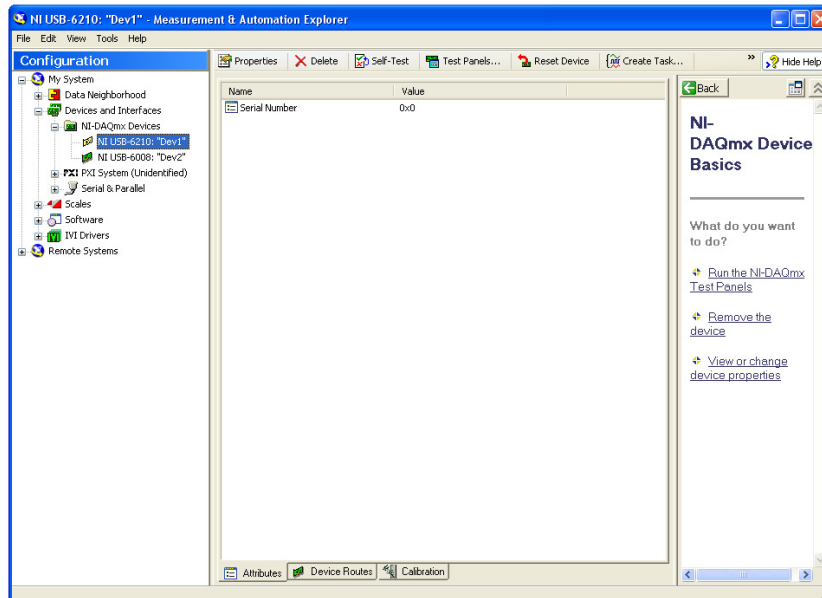 NI USB-6210: "Dev1" - Measurement & Automation Explorer
File Edit View Tools Help
Configuration
My System
Data Neighborhood
Devices and Interfaces
NI-DAQmx Devices
NI USB-6210: "Dev1"
NI USB-6008: "Dev2"
PXI PXI System (Unidentified)
Serial & Parallel
Scales
Software
IVI IVI Drivers
Remote Systems
Properties Delete Self-Test Test Panels... Reset Device Create Task... » Hide Help
Name Value
Serial Number 0x0
Attributes Device Routes Calibration
Back
NI-
DAQmx Device
Basics
What do you want
to do?
Run the NI-DAQmx
Test Panels
Remove the
device
View or change
device properties